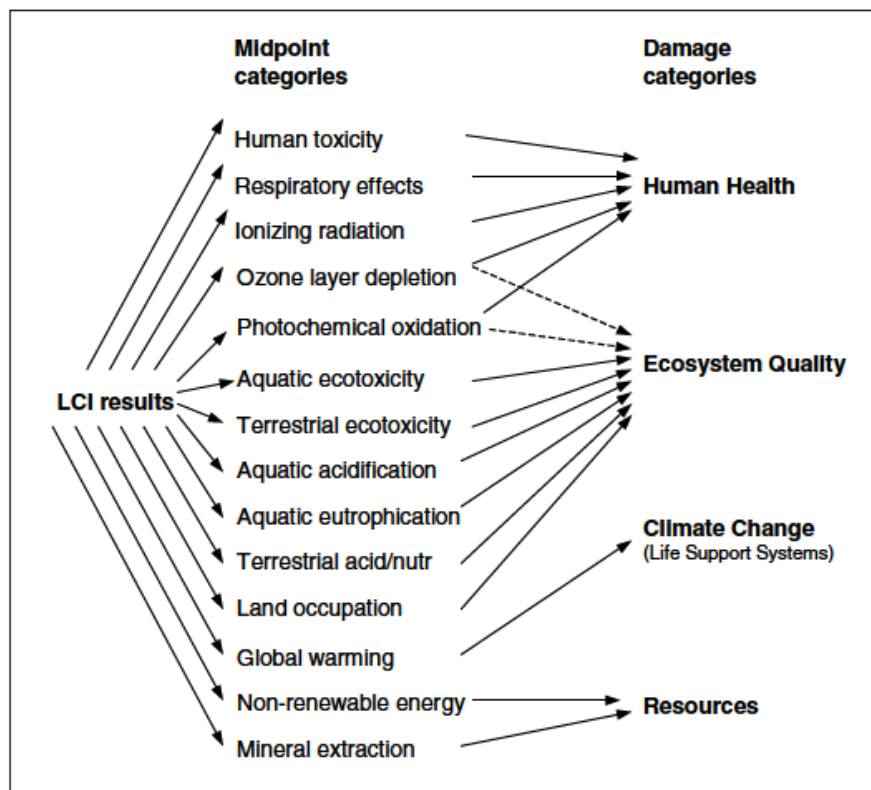 Midpoint
categories
Damage
categories
Human toxicity
Respiratory effects
Human Health
Ionizing radiation
Ozone layer depletion
Photochemical oxidation
Ecosystem Quality
Aquatic ecotoxicity
LCI results
Terrestrial ecotoxicity
Aquatic acidification
Aquatic eutrophication
Climate Change
(Life Support Systems)
Terrestrial acid/nutr
Land occupation
Global warming
Non-renewable energy
Resources
Mineral extraction